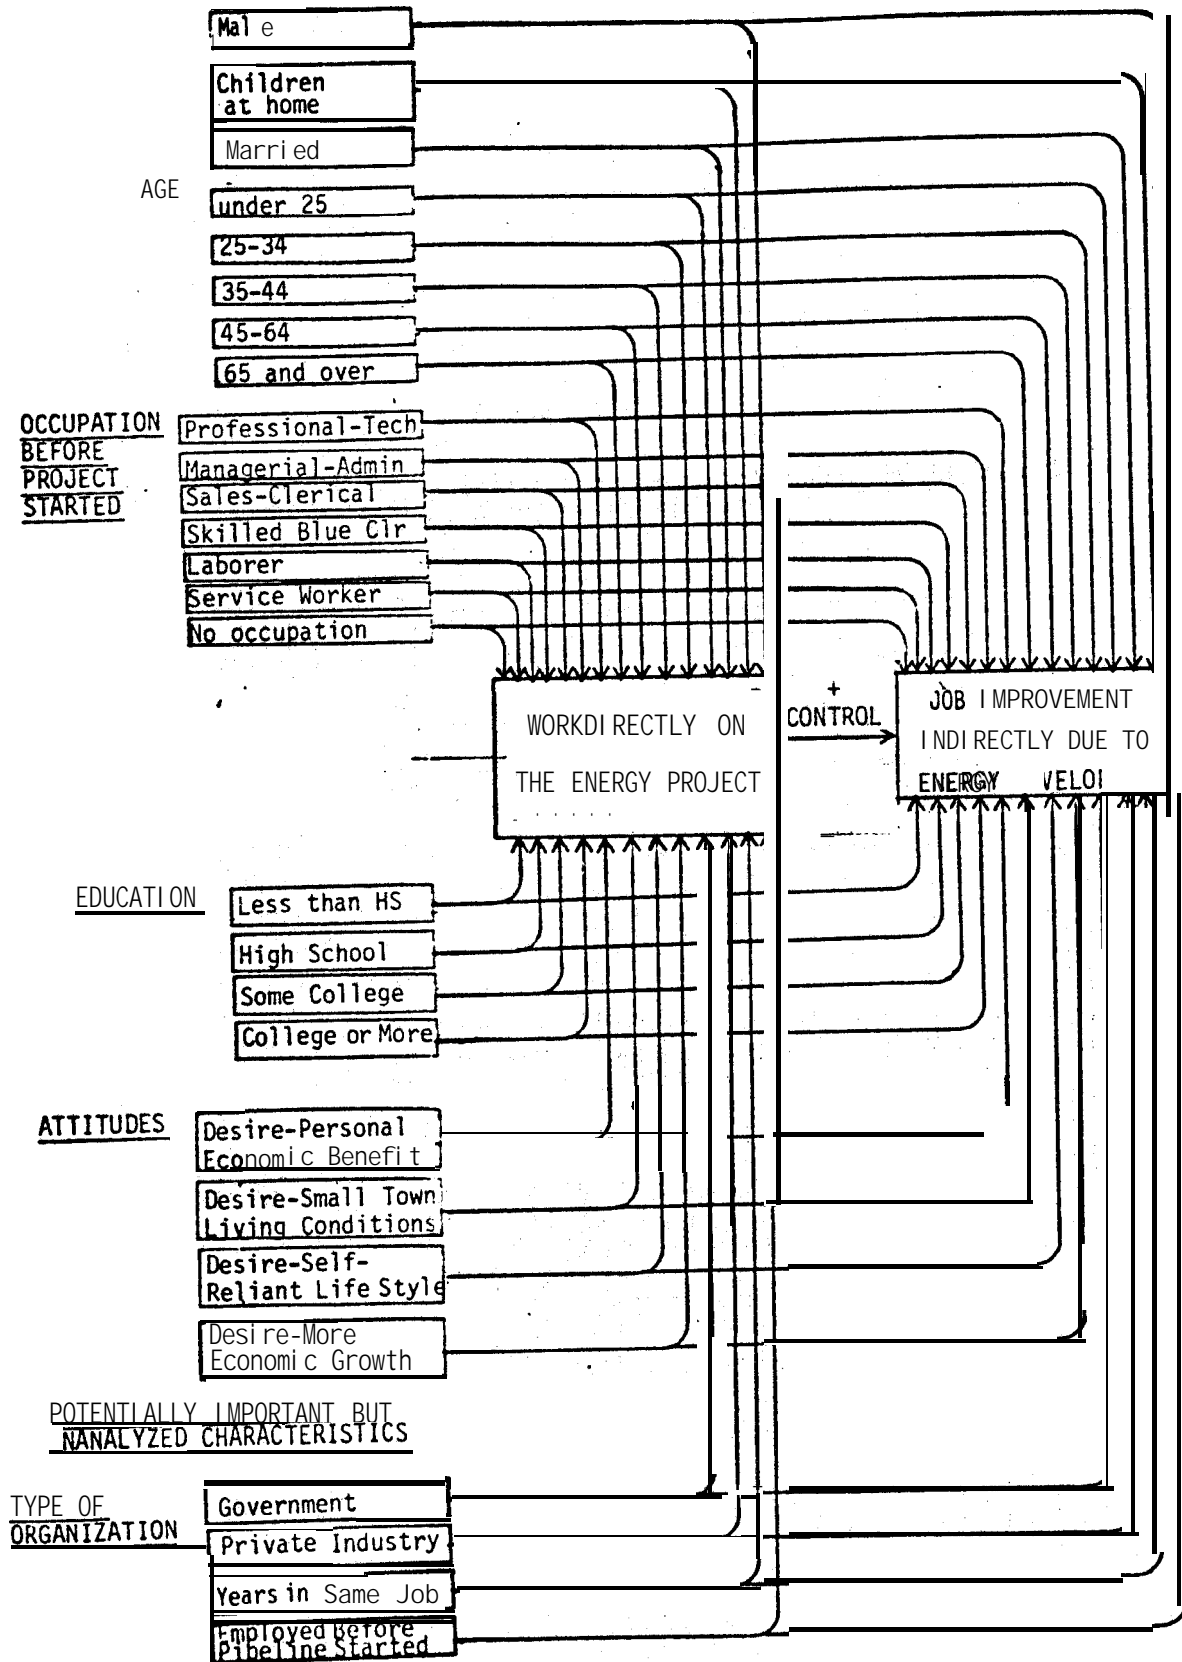 Male
Children
at home
Married
AGE
under 25
25-34
35-44
45-64
65 and over
OCCUPATION
BEFORE
PROJECT
STARTED
Professional-Tech
Managerial-Admin
Sales-Clerical
Skilled Blue Clr
Laborer
Service Worker
No occupation
WORKDIRECTLY ON
THE ENERGY PROJECT
+
CONTROL
JOB IMPROVEMENT
INDIRECTLY DUE TO
ENERGY VELO
EDUCATION
Less than HS
High School
Some College
College or More
ATTITUDES
Desire-Personal
Economic Benefit
Desire-Small Town
Living Conditions
Desire-Self-
Reliant Life Style
Desire-More
Economic Growth
POTENTIALLY IMPORTANT BUT
NANALYZED CHARACTERISTICS
TYPE OF
ORGANIZATION
Government
Private Industry
Years in Same Job
Employed Before
Pibeline Started